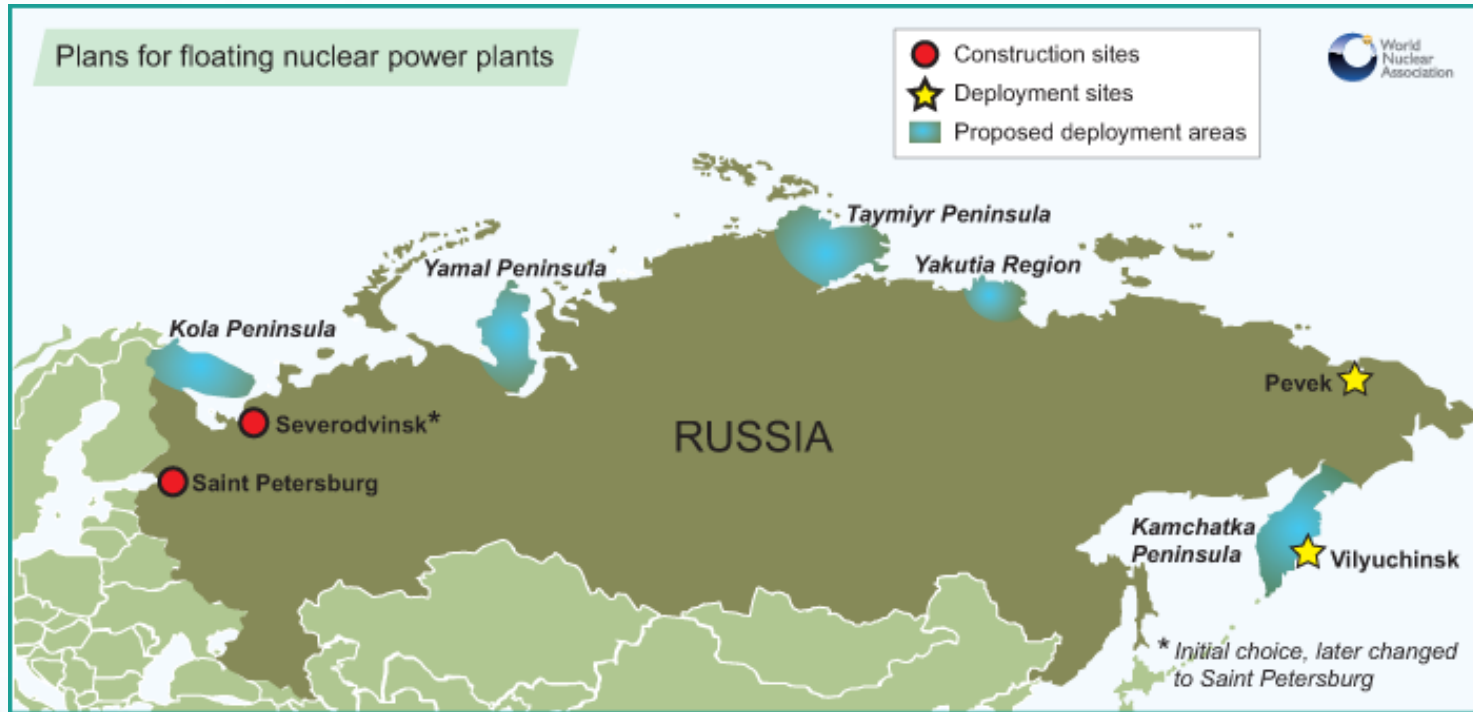 Plans for floating nuclear power plants
Construction sites
Deployment sites
Proposed deployment areas
World
Nuclear
Association
Taymiyr Peninsula
Yamal Peninsula
Yakutia Region
Kola Peninsula
Pevek
Severodvinsk*
RUSSIA
Saint Petersburg
Kamchatka
Peninsula
Vilyuchinsk
* Initial choice, later changed
to Saint Petersburg